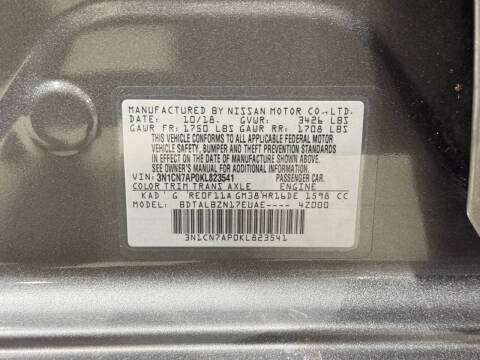 MANUFACTURED BY NISSAN MOTOR CO.,LTD.
DATE: 10/18. GVWR: 3426 LBS
GAWR FR: 1750 LBS GAWR RR: 1708 LBS
THIS VEHICLE CONFORMS TO ALL APPLICABLE FEDERAL MOTOR
VEHICLE SAFETY, BUMPER AND THEFT PREVENTION STANDARDS
IN EFFECT ON THE DATE OF MANUFACTURE SHOWN ABOVE.
SEE OWNER'S MANUAL FOR ADDITIONAL INFORMATION.
VIN: 3N1CN7AP0KL823541 PASSENGER CAR.
COLOR TRIM TRANS AXLE ENGINE
KAD G RE0F11A GM38 HR16DE 1598 CC
MODEL: BDTALBZN17EUAE---- 4Z000
3N1CN7AP0KL823541